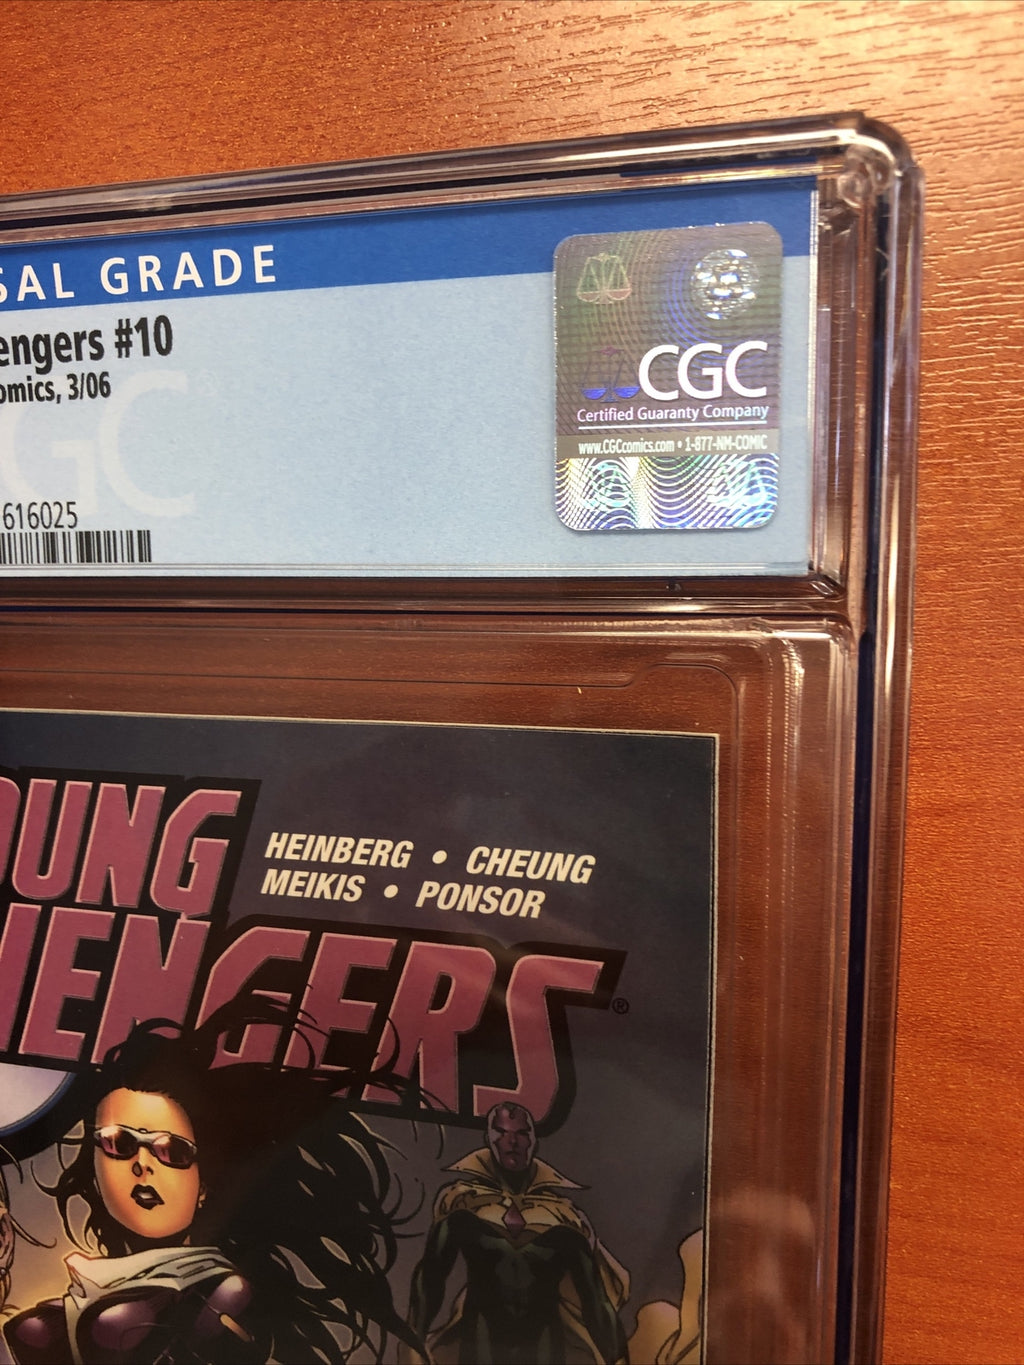 SAL GRADE
engers #10
omics, 3/06
CGC
616025
CGC
Certified Guaranty Company
www.CGCcomics.com • 1-877-NM-COMIC
OUNG
HEINBERG • CHEUNG
MEIKIS • PONSOR
ENGERS®